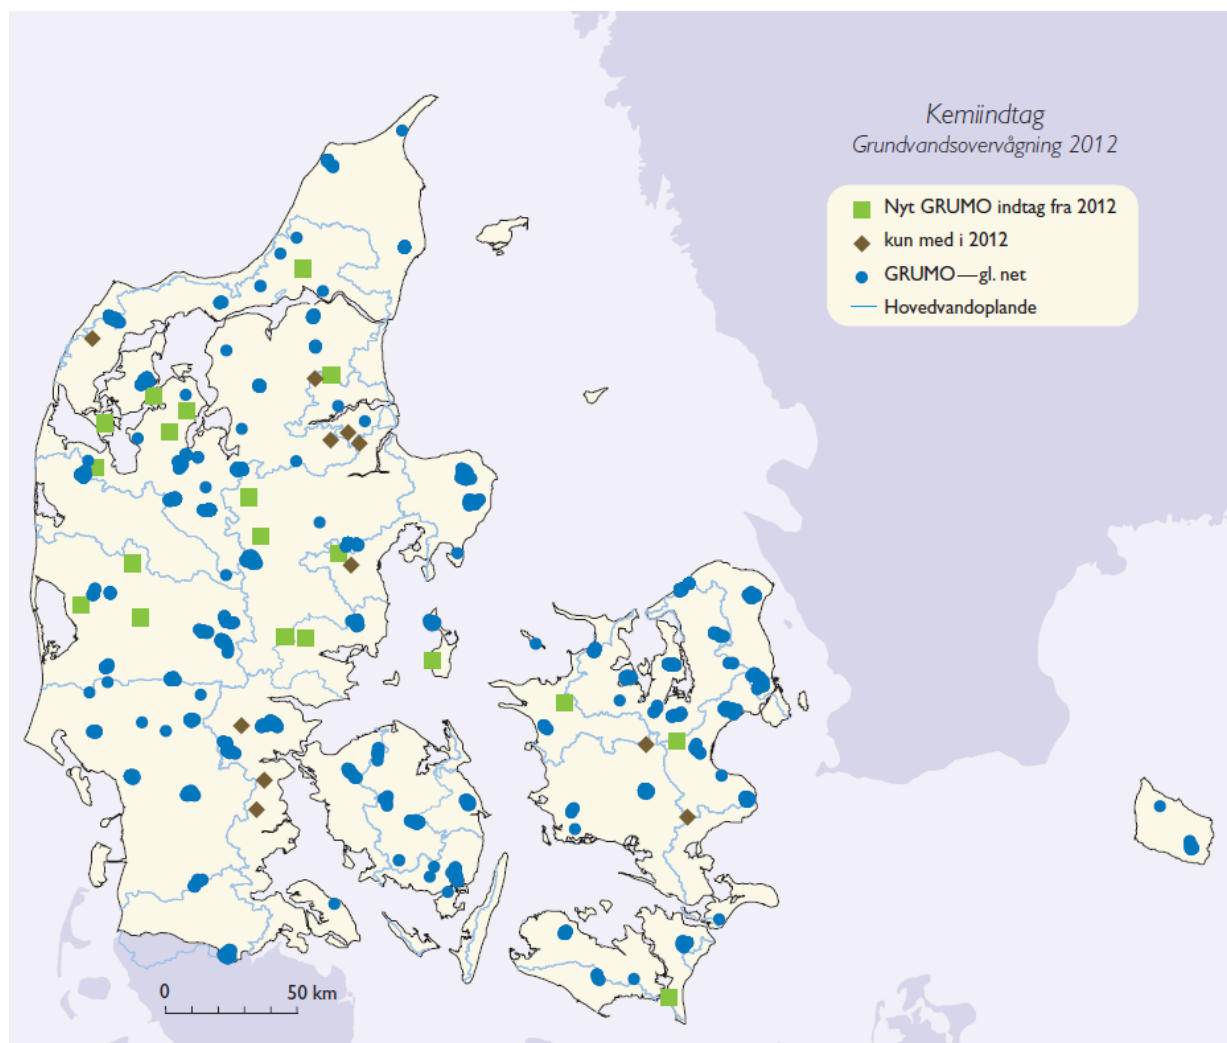 Kemiindtag
Grundvandsovervågning 2012
Nyt GRUMO indtag fra 2012
kun med i 2012
GRUMO—gl. net
Hovedvandoplande
0 50 km